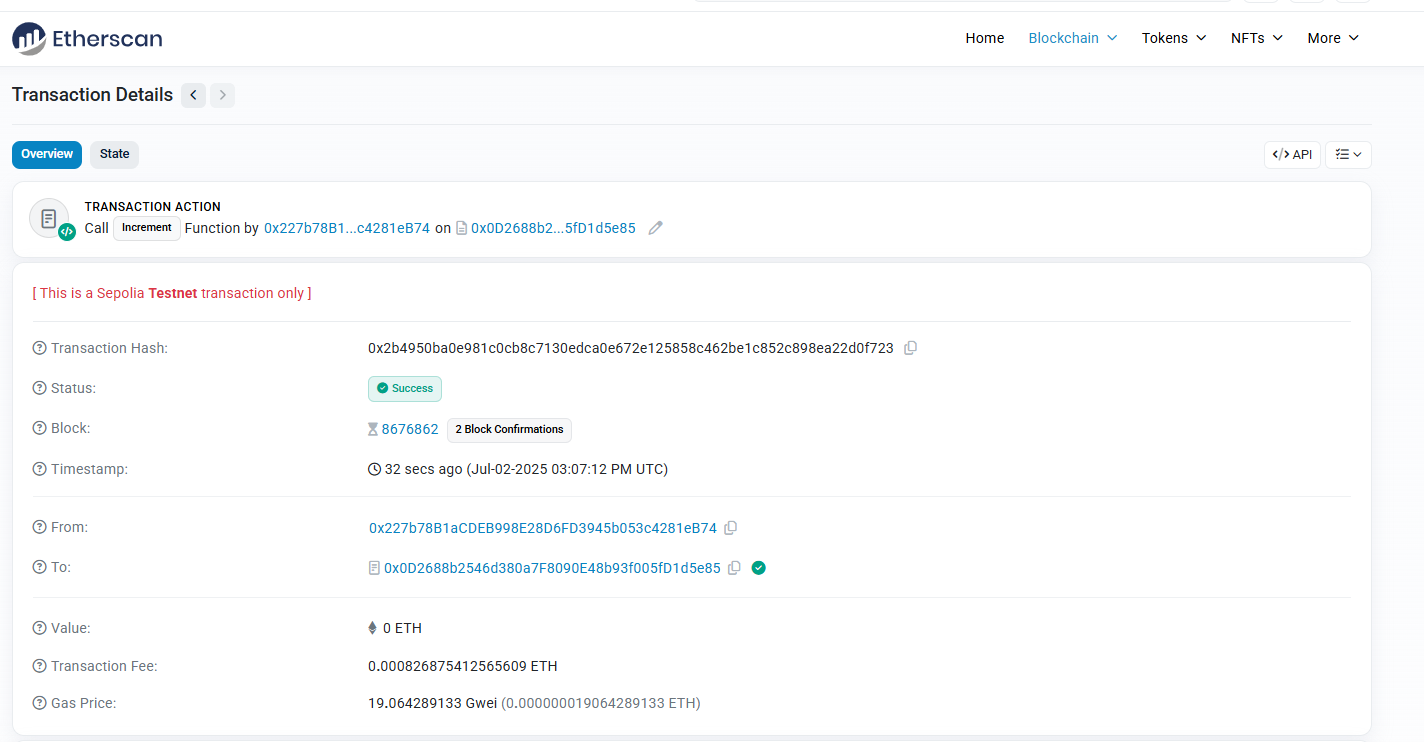 Etherscan
Home Blockchain Tokens NFTs More
Transaction Details
Overview State
</> API
TRANSACTION ACTION
Call Increment Function by 0x227b78B1...c4281eB74 on 0x0D2688b2...5fD1d5e85
[ This is a Sepolia Testnet transaction only ]
Transaction Hash: 0x2b4950ba0e981c0cb8c7130edca0e672e125858c462be1c852c898ea22d0f723
Status: Success
Block: 8676862 2 Block Confirmations
Timestamp: 32 secs ago (Jul-02-2025 03:07:12 PM UTC)
From: 0x227b78B1aCDEB998E28D6FD3945b053c4281eB74
To: 0x0D2688b2546d380a7F8090E48b93f005fD1d5e85
Value: 0 ETH
Transaction Fee: 0.000826875412565609 ETH
Gas Price: 19.064289133 Gwei (0.000000019064289133 ETH)